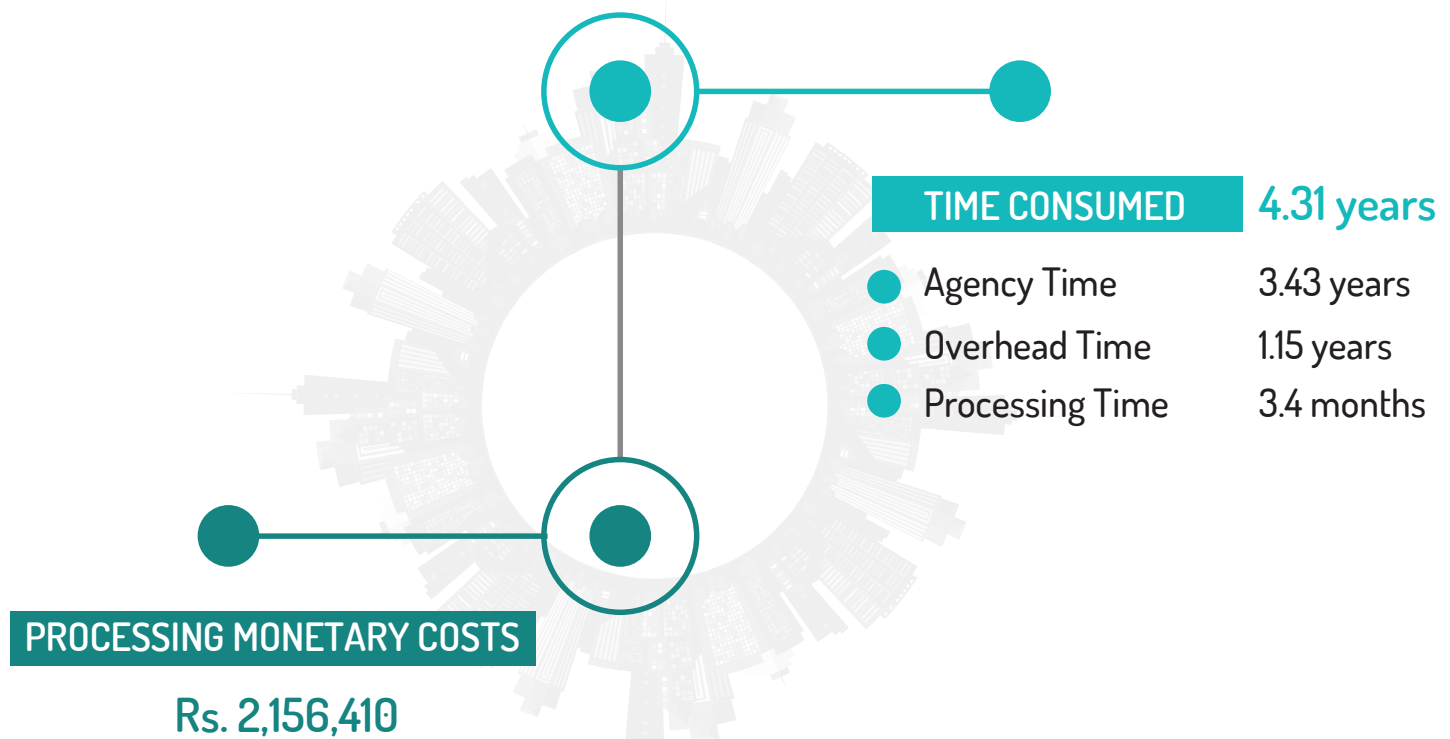 TIME CONSUMED 4.31 years
Agency Time 3.43 years
Overhead Time 1.15 years
Processing Time 3.4 months
PROCESSING MONETARY COSTS
Rs. 2,156,410